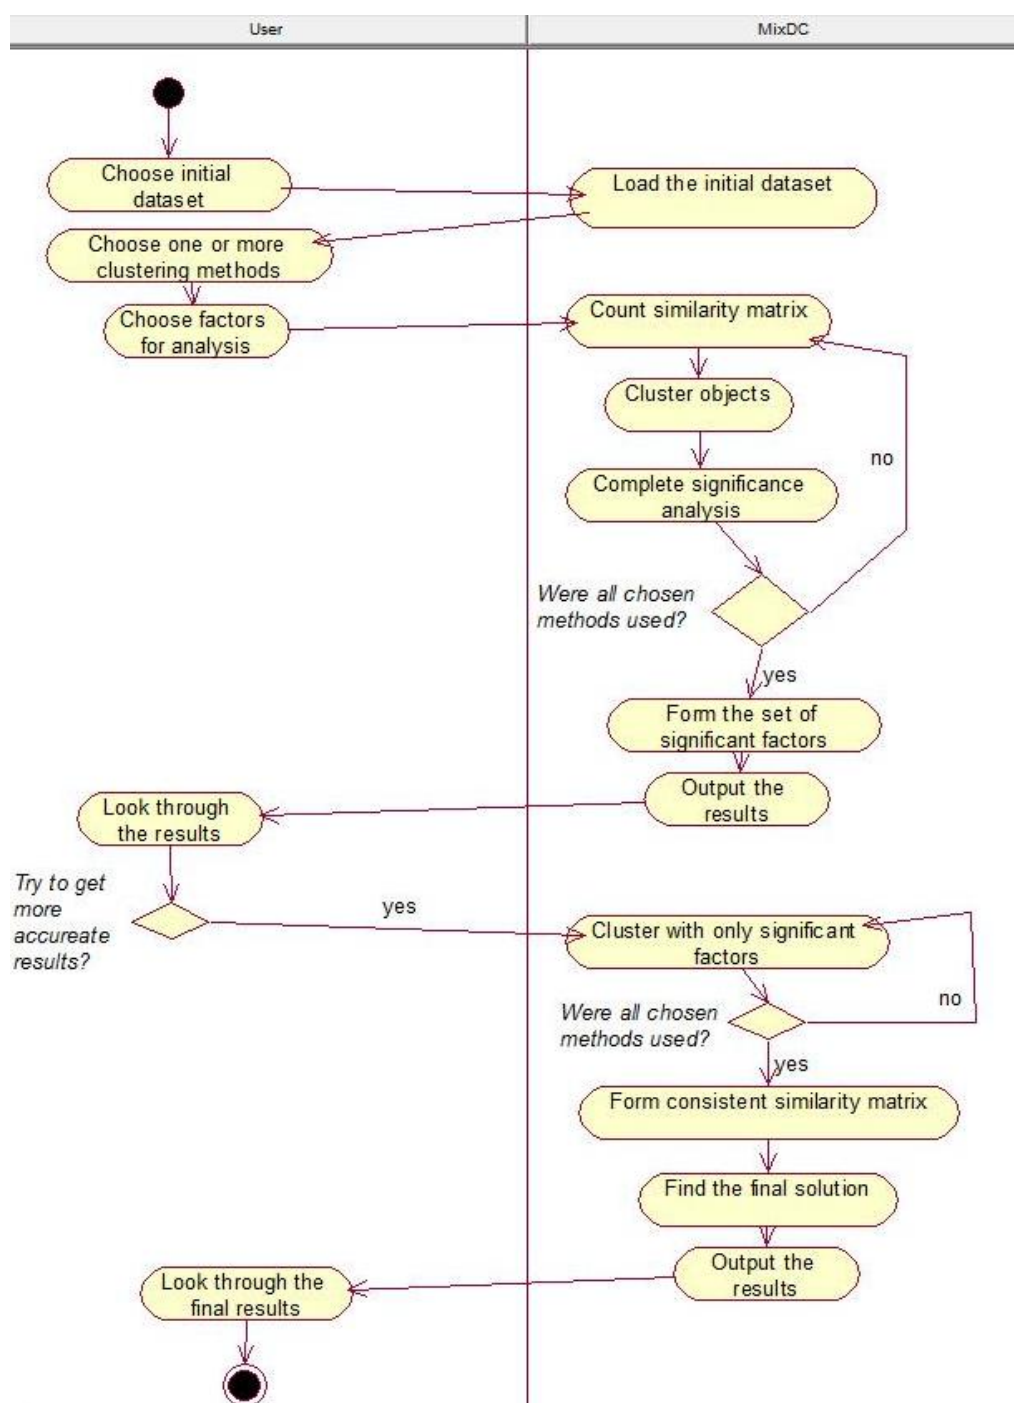 User
MixDC
Choose initial
dataset
Load the initial dataset
Choose one or more
clustering methods
Choose factors
for analysis
Count similarity matrix
Cluster objects
no
Complete significance
analysis
Were all chosen
methods used?
yes
Form the set of
significant factors
Output the
results
Look through
the results
Try to get
more
accureate
results?
yes
Cluster with only significant
factors
no
Were all chosen
methods used?
yes
Form consistent similarity matrix
Find the final solution
Output the
results
Look through the
final results